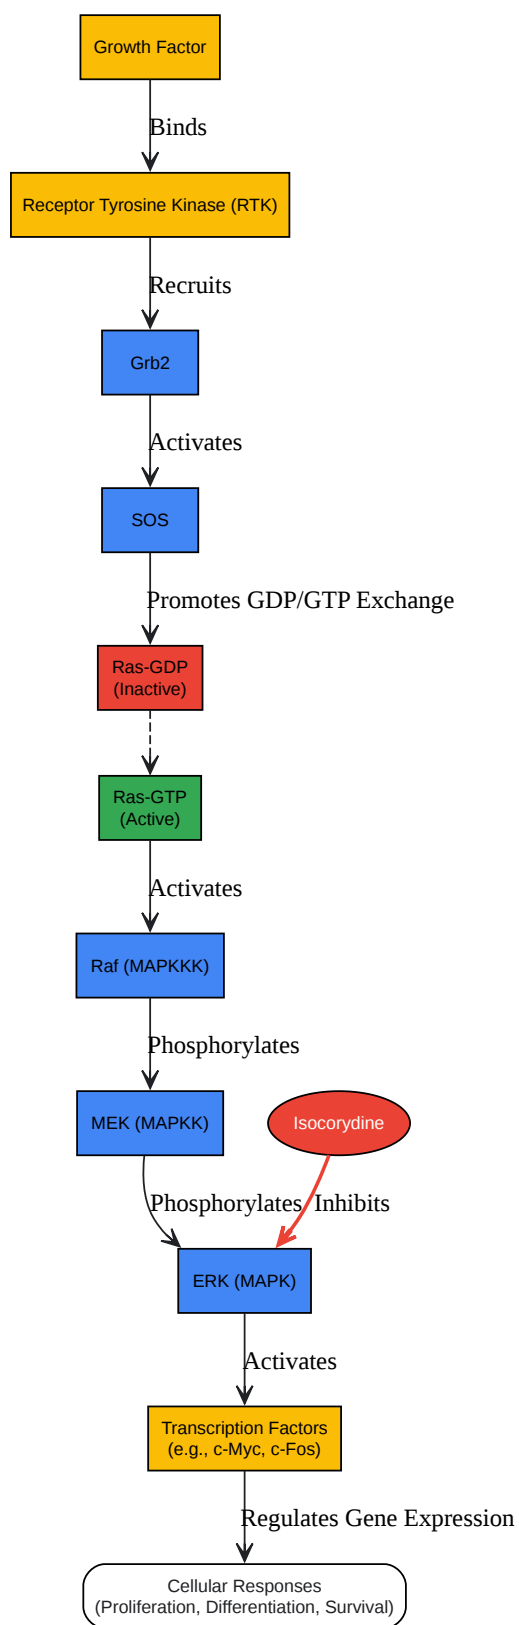 Growth Factor
Binds
Receptor Tyrosine Kinase (RTK)
Recruits
Grb2
Activates
SOS
Promotes GDP/GTP Exchange
Ras-GDP
(Inactive)
Ras-GTP
(Active)
Activates
Raf (MAPKKK)
Phosphorylates
MEK (MAPKK)
Isocorydine
Phosphorylates
Inhibits
ERK (MAPK)
Activates
Transcription Factors
(e.g., c-Myc, c-Fos)
Regulates Gene Expression
Cellular Responses
(Proliferation, Differentiation, Survival)